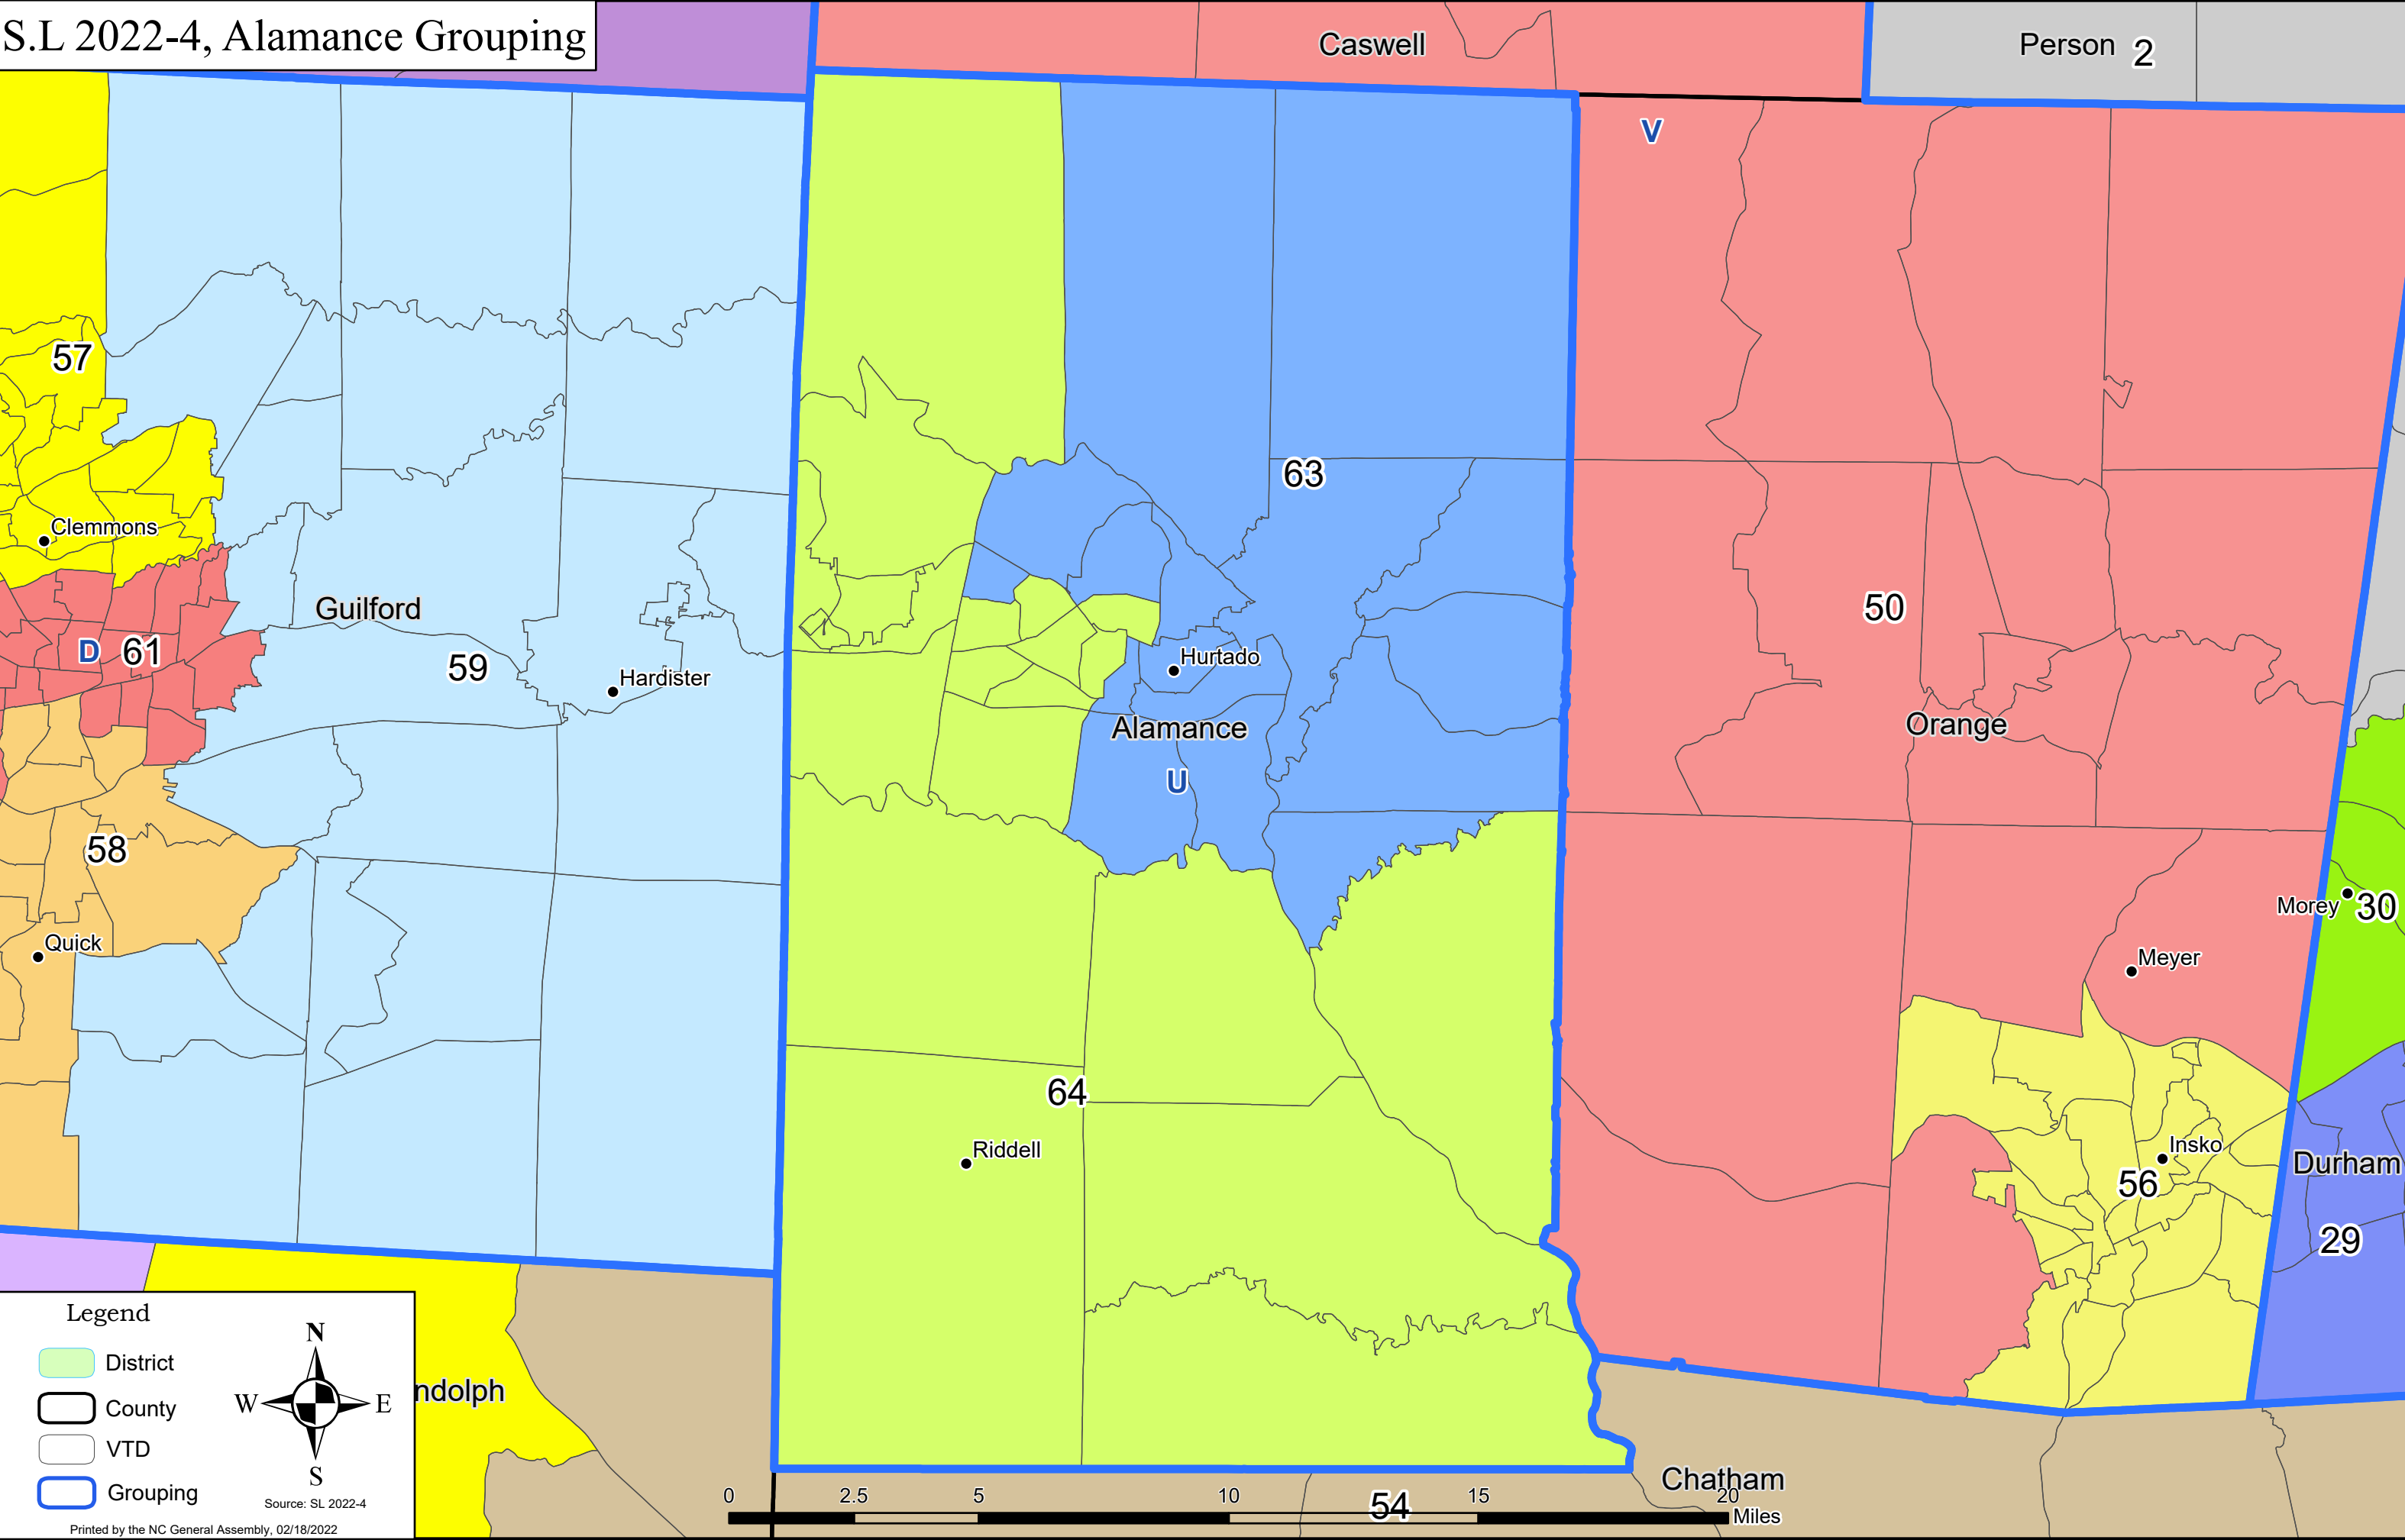 S.L 2022-4, Alamance Grouping
Caswell
Person 2
V
57
63
Clemmons
Guilford
50
D 61
59
Hurtado
Hardister
Alamance
Orange
U
58
Morey 30
Quick
Meyer
64
Riddell
Insko
Durham
56
29
Legend
District
County
VTD
Grouping
N
W E
S
Source: SL 2022-4
Printed by the NC General Assembly, 02/18/2022
ndolph
Chatham
0 2.5 5 10 15 20
54
Miles